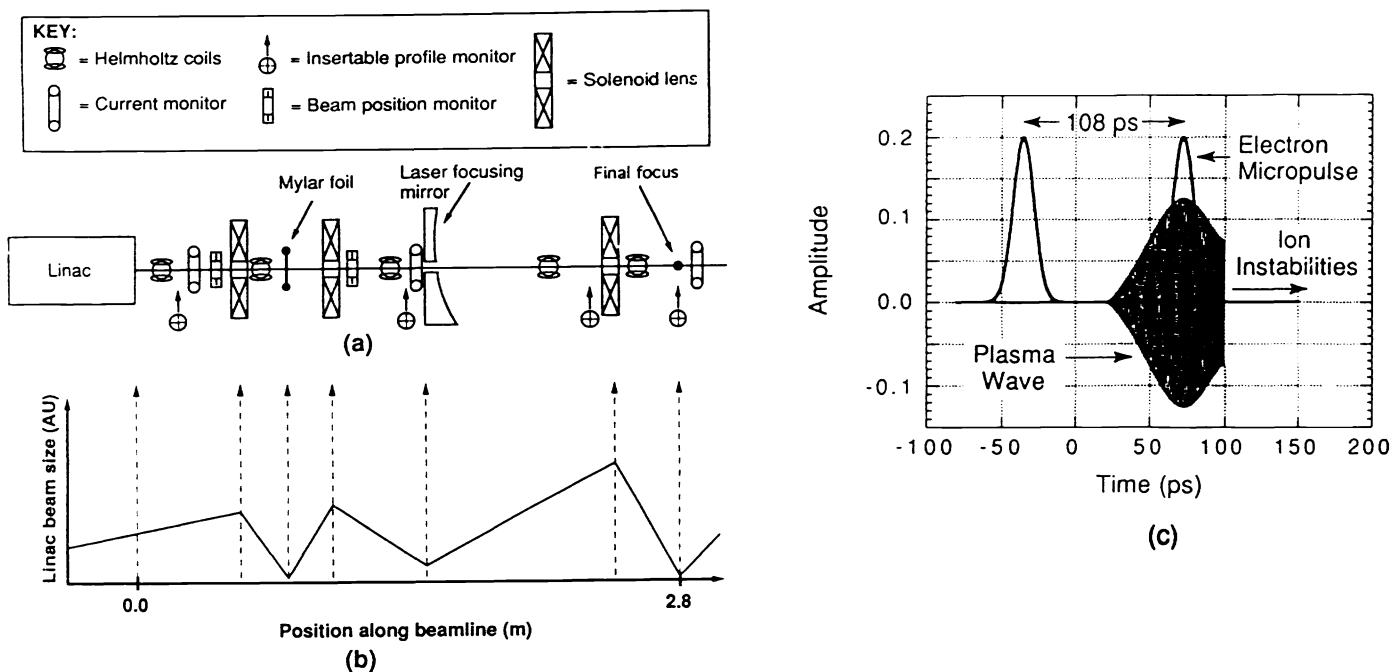 KEY:
= Helmholtz coils
= Insertable profile monitor
= Solenoid lens
= Current monitor
= Beam position monitor
Mylar foil
Laser focusing
mirror
Final focus
Linac
(a)
Linac beam size (AU)
0.0
2.8
Position along beamline (m)
(b)
108 ps
Electron
Micropulse
Ion
Instabilities
Plasma
Wave
Amplitude
0.2
0.1
0.0
-0.1
-100 -50 0 50 100 150 200
Time (ps)
(c)